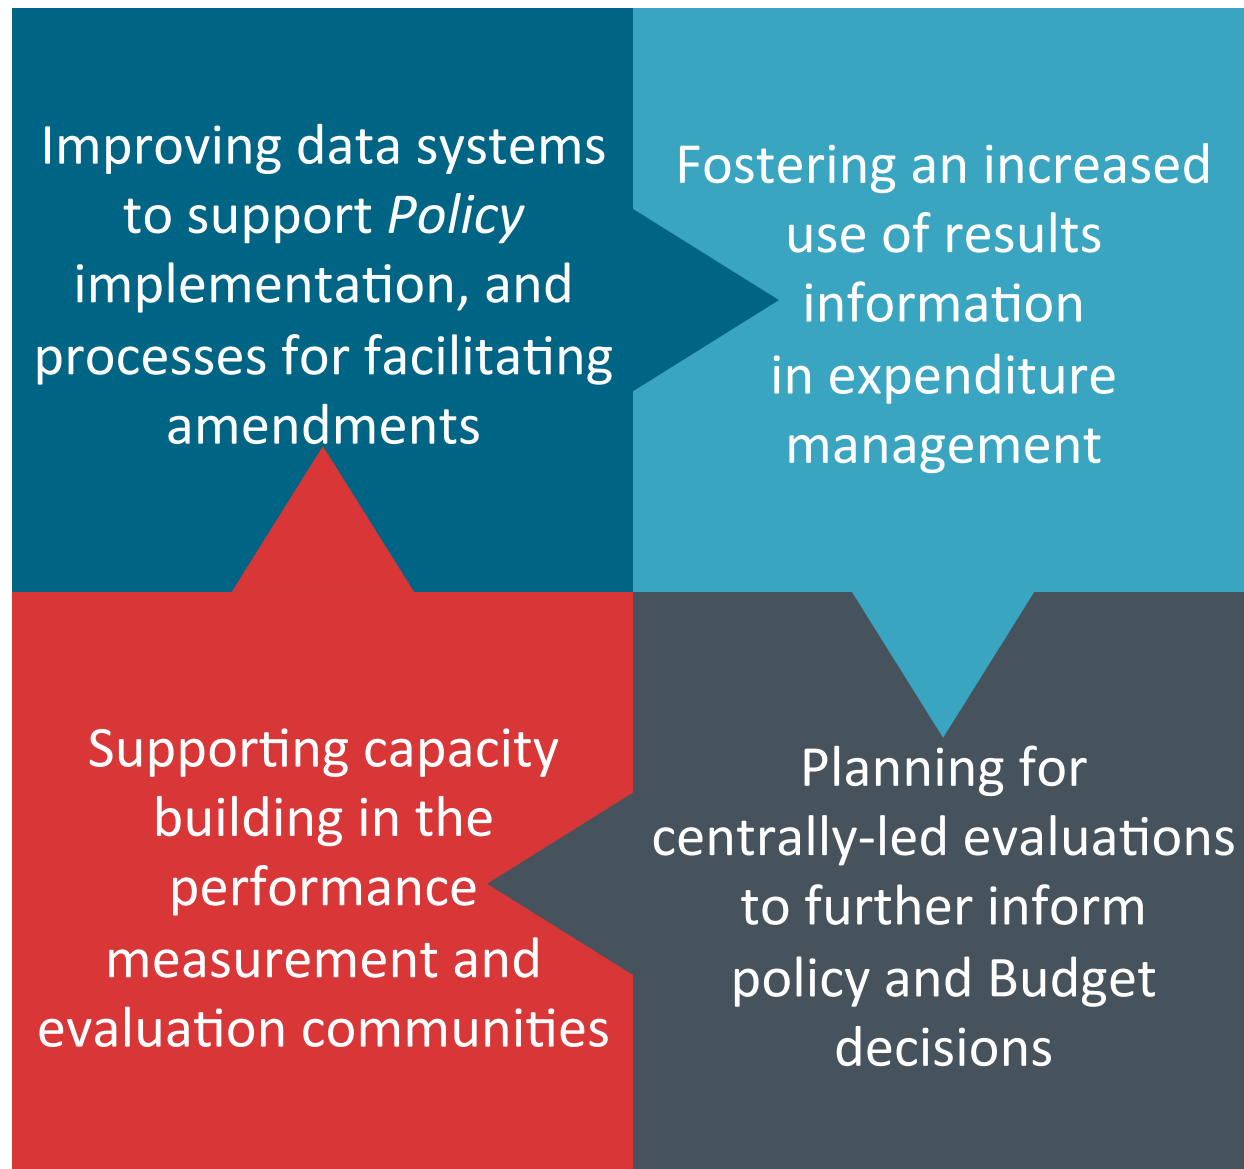 Improving data systems
to support Policy
implementation, and
processes for facilitating
amendments
Fostering an increased
use of results
information
in expenditure
management
Supporting capacity
building in the
performance
measurement and
evaluation communities
Planning for
centrally-led evaluations
to further inform
policy and Budget
decisions